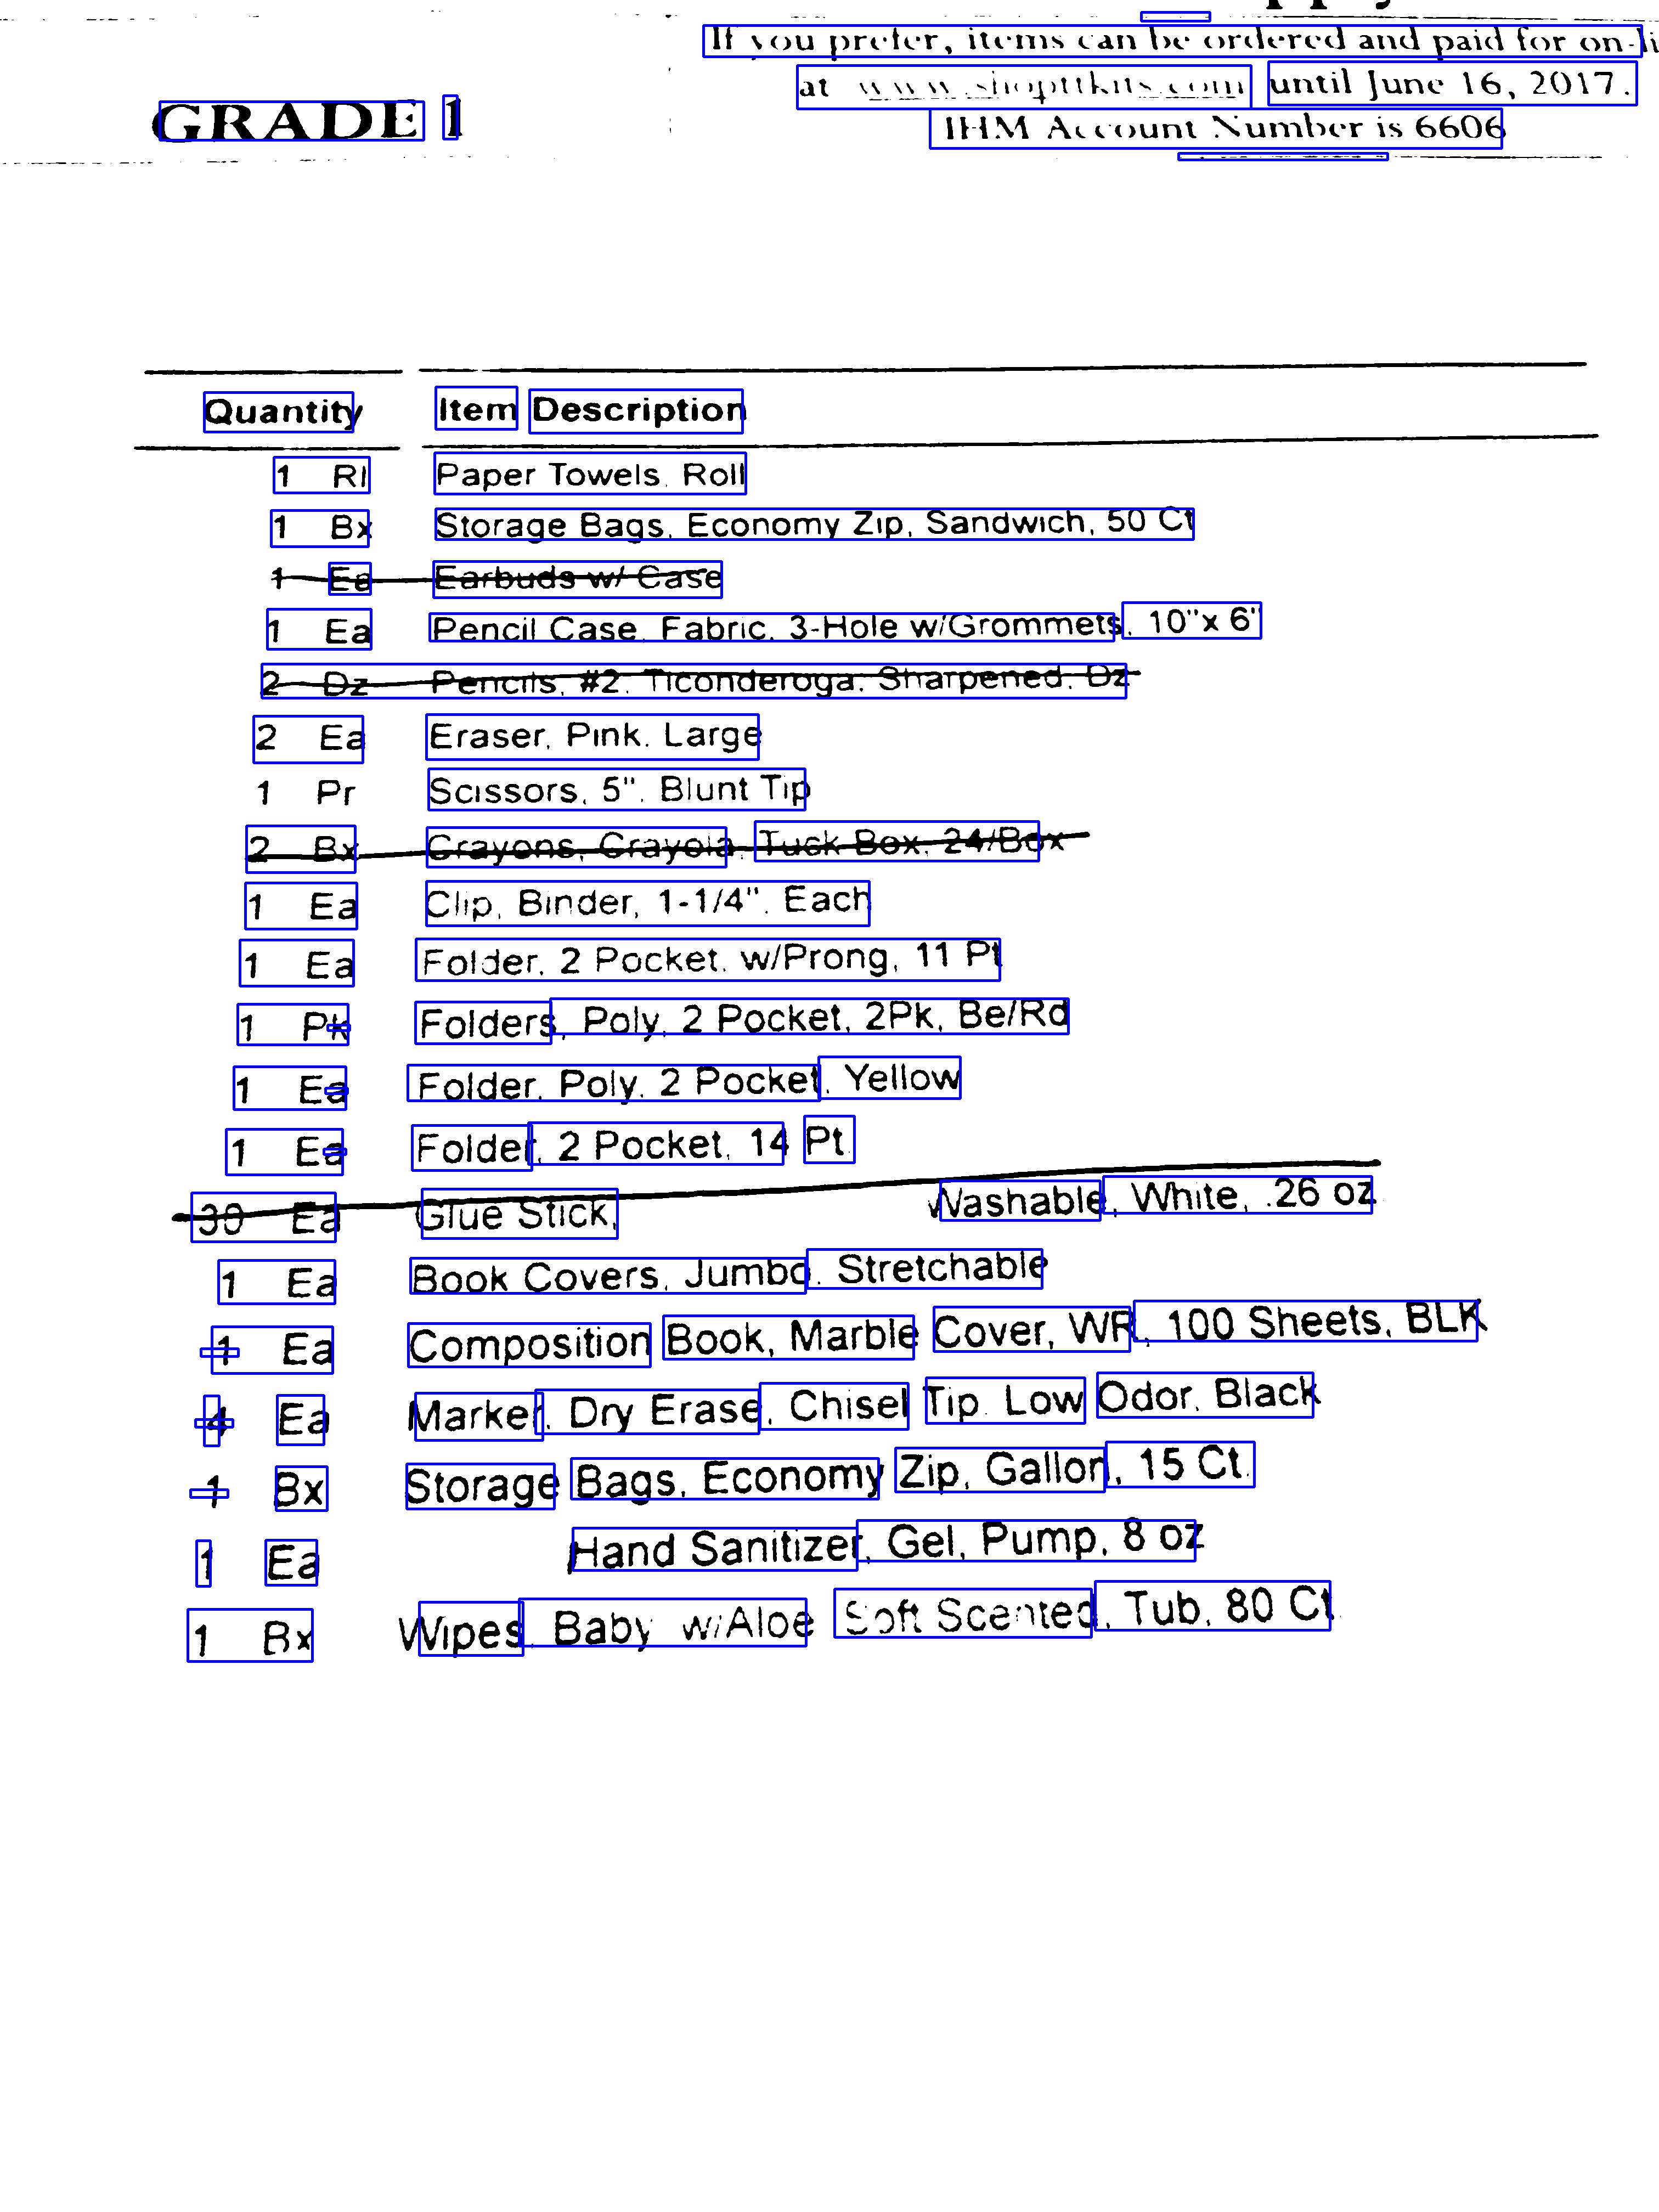 If you prefer, items can be ordered and paid for on-li
at www.shopttkits.com until June 16, 2017.
GRADE 1
IHM Account Number is 6606
Quantity Item Description
1 Rl Paper Towels, Roll
1 Bx Storage Bags, Economy Zip, Sandwich, 50 Ct
1 Ea Earbuds w/ Case
1 Ea Pencil Case, Fabric, 3-Hole w/Grommets, 10"x 6"
2 Dz Pencils, #2, Ticonderoga, Sharpened, Dz
2 Ea Eraser, Pink, Large
1 Pr Scissors, 5", Blunt Tip
2 Bx Crayons, Crayola, Tuck Box, 24/Box
1 Ea Clip, Binder, 1-1/4", Each
1 Ea Folder, 2 Pocket, w/Prong, 11 Pt
1 Pk Folders, Poly, 2 Pocket, 2Pk, Be/Rd
1 Ea Folder, Poly, 2 Pocket, Yellow
1 Ea Folder, 2 Pocket, 14 Pt.
30 Ea Glue Stick, Washable, White, .26 oz
1 Ea Book Covers, Jumbo, Stretchable
1 Ea Composition Book, Marble Cover, WR, 100 Sheets, BLK
4 Ea Marker, Dry Erase, Chisel Tip, Low Odor, Black
1 Bx Storage Bags, Economy Zip, Gallon, 15 Ct.
1 Ea Hand Sanitizer, Gel, Pump, 8 oz
1 Bx Wipes, Baby w/Aloe Soft Scented, Tub, 80 Ct